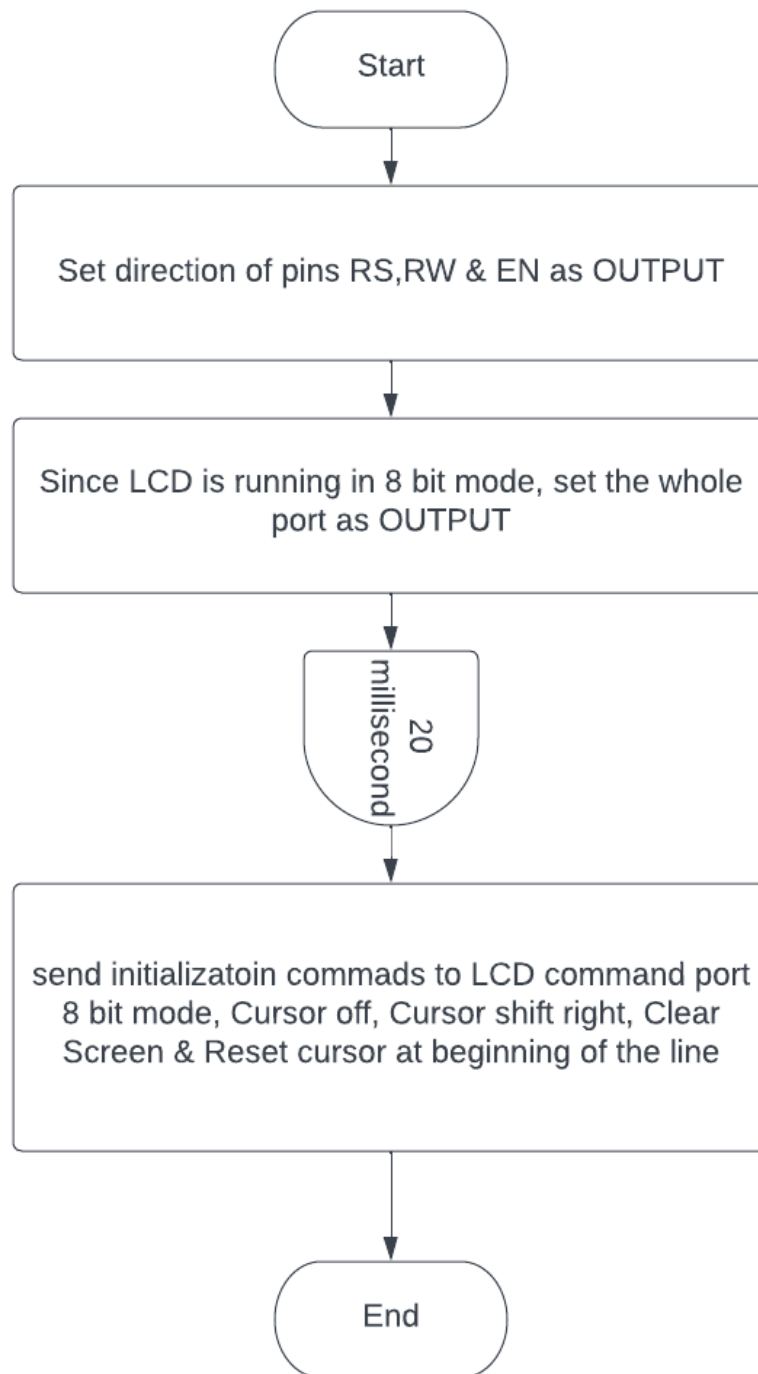 Start
Set direction of pins RS,RW & EN as OUTPUT
Since LCD is running in 8 bit mode, set the whole
port as OUTPUT
20
millisecond
send initializatoin commads to LCD command port
8 bit mode, Cursor off, Cursor shift right, Clear
Screen & Reset cursor at beginning of the line
End